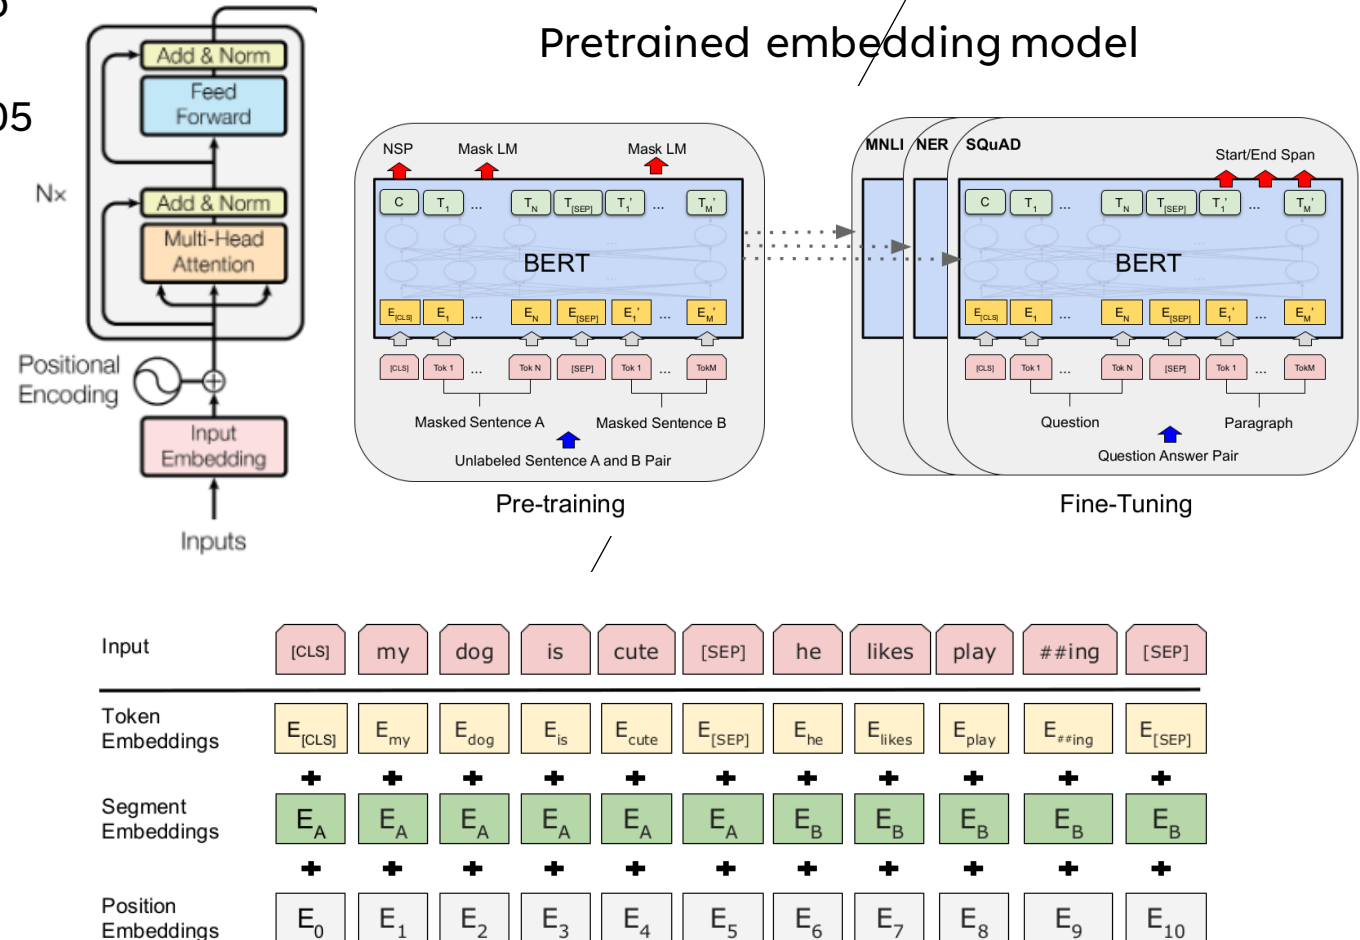 05
Pretrained embedding model
Add & Norm
Feed
Forward
Nx
Add & Norm
Multi-Head
Attention
Positional
Encoding
Input
Embedding
Inputs
NSP Mask LM Mask LM
C T1 ... TN T[SEP] T1' ... TM'
BERT
E[CLS] E1 ... EN E[SEP] E1' ... EM'
[CLS] Tok 1 ... Tok N [SEP] Tok 1 ... TokM
Masked Sentence A Masked Sentence B
Unlabeled Sentence A and B Pair
Pre-training
MNLI NER SQuAD
Start/End Span
C T1 ... TN T[SEP] T1' ... TM'
BERT
E[CLS] E1 ... EN E[SEP] E1' ... EM'
[CLS] Tok 1 ... Tok N [SEP] Tok 1 ... TokM
Question Paragraph
Question Answer Pair
Fine-Tuning
Input [CLS] my dog is cute [SEP] he likes play ##ing [SEP]
Token
Embeddings E[CLS] Emy Edog Eis Ecute E[SEP] Ehe Elikes Eplay E##ing E[SEP]
+ + + + + + + + + + +
Segment
Embeddings EA EA EA EA EA EA EB EB EB EB EB
+ + + + + + + + + + +
Position
Embeddings E0 E1 E2 E3 E4 E5 E6 E7 E8 E9 E10